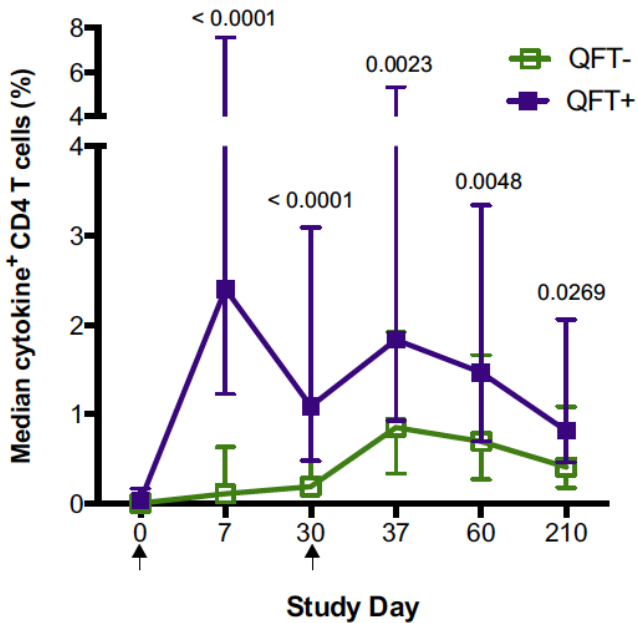 8
< 0.0001
QFT-
6
0.0023
QFT+
4
4
< 0.0001
0.0048
3
0.0269
2
1
0
Median cytokine+ CD4 T cells (%)
0 7 30 37 60 210
Study Day